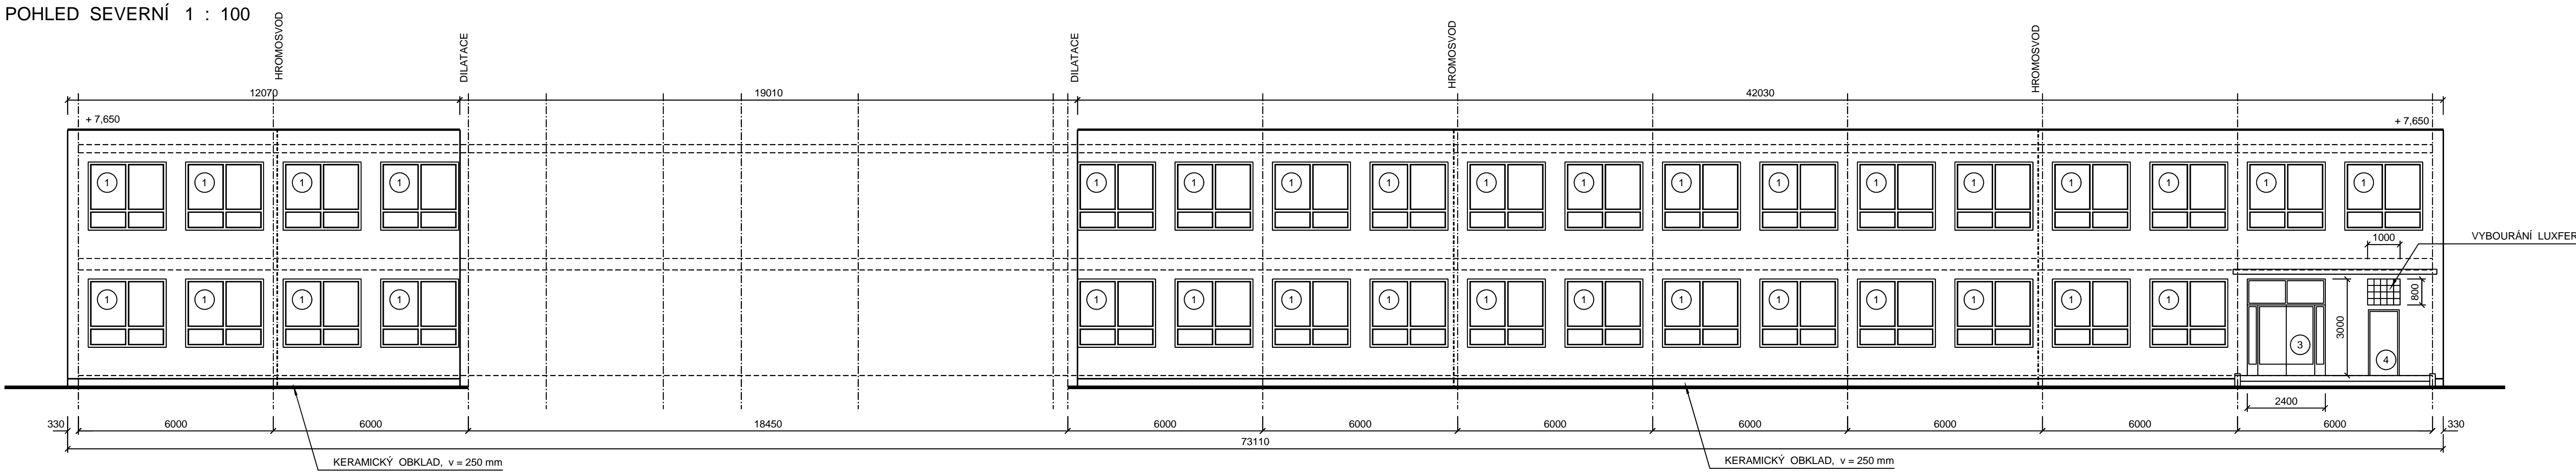 POHLED SEVERNÍ 1 : 100
HROMOSVOD
DILATACE
DILATACE
HROMOSVOD
HROMOSVOD
12070
19010
42030
+ 7,650
+ 7,650
1 1 1 1 1 1 1 1 1 1 1 1 1 1 1 1 1 1
1000
VYBOURÁNÍ LUXFER
1 1 1 1 1 1 1 1 1 1 1 1 1 1 1 1
800
3000
3
4
2400
330
6000
6000
18450
6000
6000
6000
6000
6000
6000
6000
330
73110
KERAMICKÝ OBKLAD, v = 250 mm
KERAMICKÝ OBKLAD, v = 250 mm